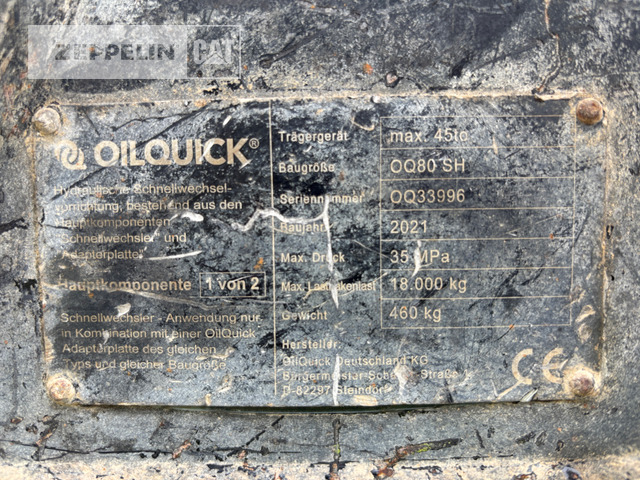 ZEPPELIN CAT
OILQUICK®
Hydraulische Schnellwechsel-
vorrichtung, bestehend aus den
Hauptkomponenten
Schnellwechsler und
Adapterplatte.
Hauptkomponente 1 von 2
Schnellwechsler - Anwendung nur
in Kombination mit einer OilQuick
Adapterplatte des gleichen
Typs und gleicher Baugröße.
Trägergerät max. 45to
Baugröße OQ80 SH
Seriennummer OQ33996
Baujahr 2021
Max. Druck 35 MPa
Max. Lasthakenlast 18.000 kg
Gewicht 460 kg
Hersteller:
OilQuick Deutschland KG
Bürgermeister- Straße
D-82297 Steindorf
CE